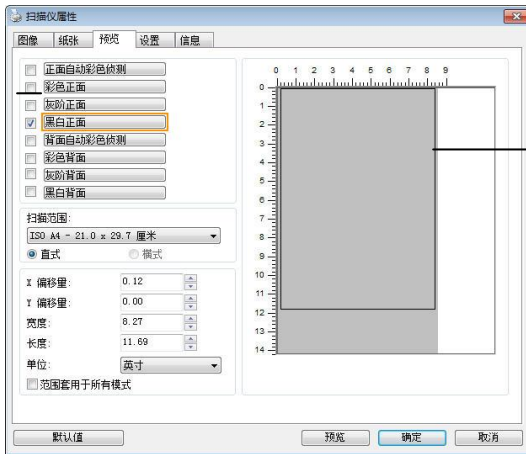 扫描仪属性
图像 纸张 预览 设置 信息
正面自动彩色侦测
彩色正面
灰阶正面
黑白正面
背面自动彩色侦测
彩色背面
灰阶背面
黑白背面
扫描范围:
ISO A4 - 21.0 x 29.7 厘米
直式 横式
X 偏移量: 0.12
Y 偏移量: 0.00
宽度: 8.27
长度: 11.69
单位: 英寸
范围套用于所有模式
0 1 2 3 4 5 6 7 8 9
0
1
2
3
4
5
6
7
8
9
10
11
12
13
14
默认值 预览 确定 取消